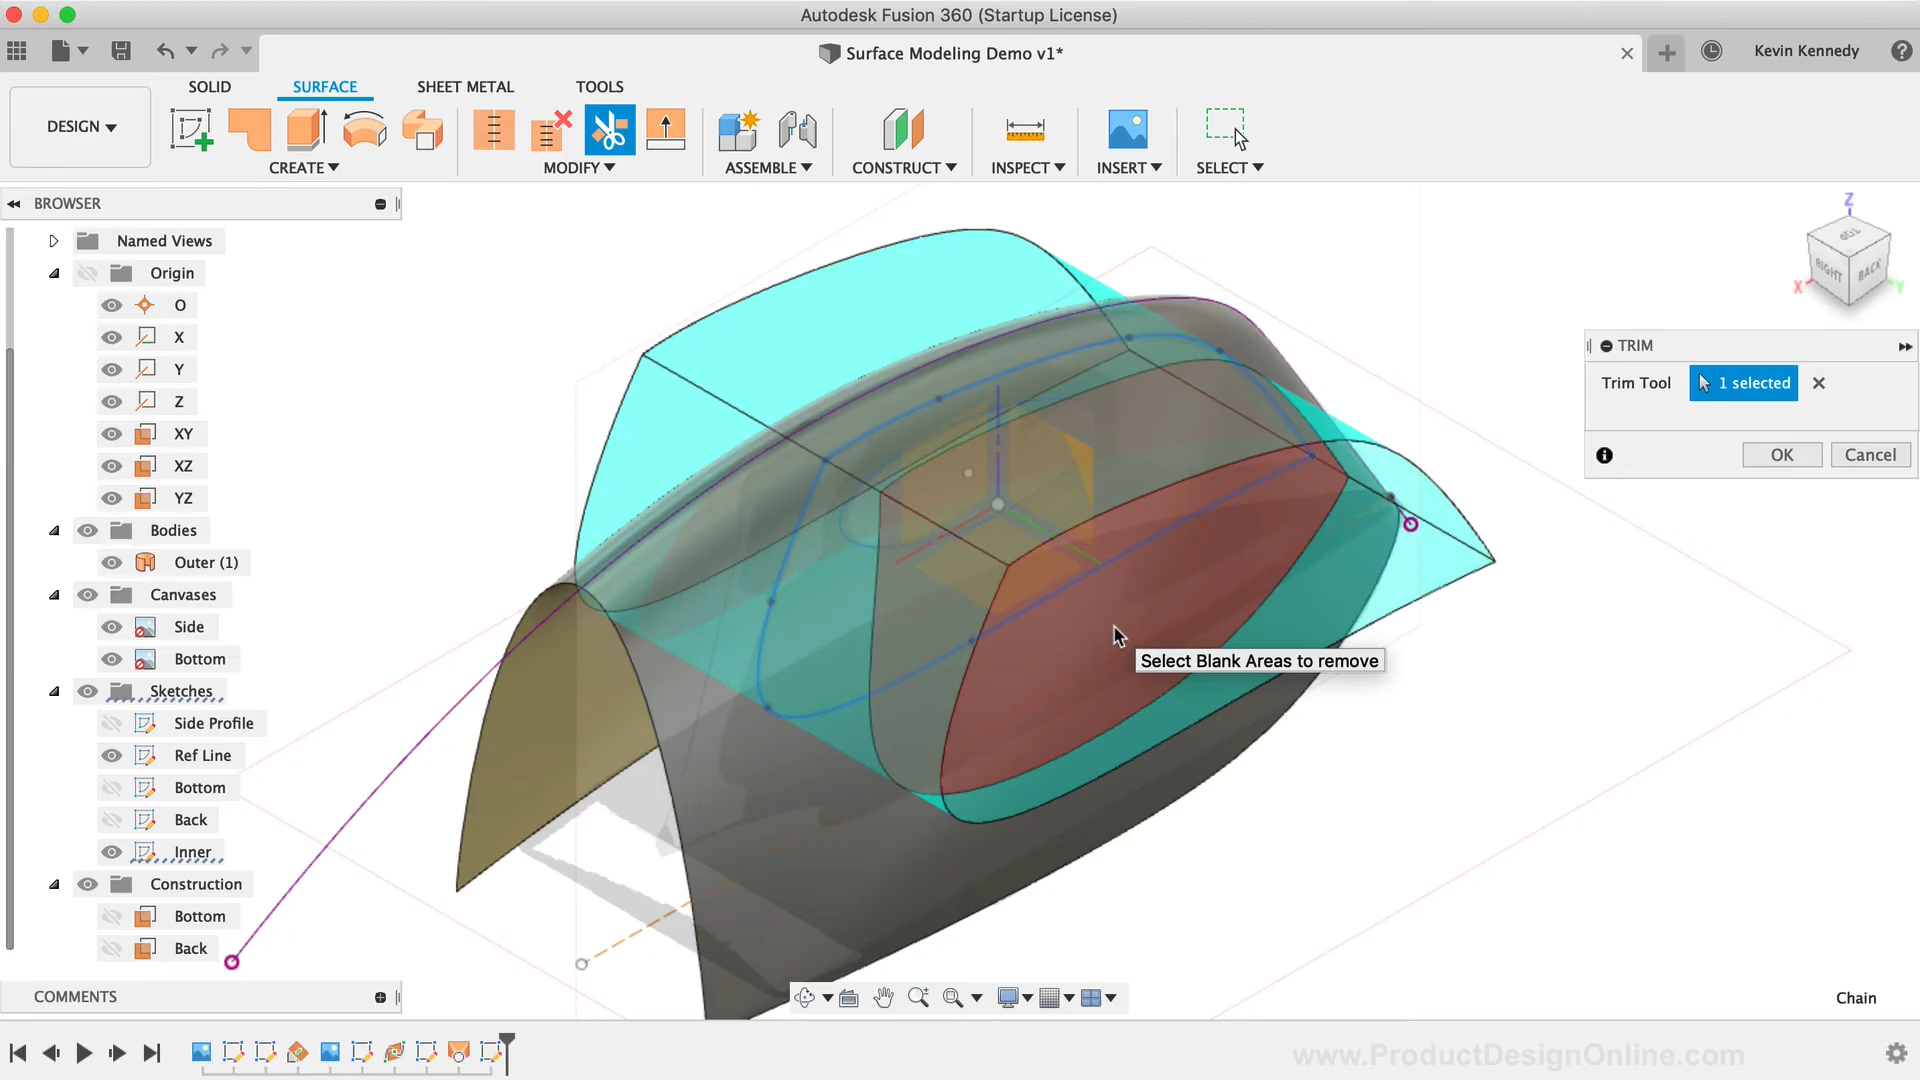 Autodesk Fusion 360 (Startup License)
Surface Modeling Demo v1*
Kevin Kennedy
SOLID
SURFACE
SHEET METAL
TOOLS
DESIGN
CREATE
MODIFY
ASSEMBLE
CONSTRUCT
INSPECT
INSERT
SELECT
BROWSER
Named Views
Origin
O
X
Y
Z
XY
XZ
YZ
Bodies
Outer (1)
Canvases
Side
Bottom
Sketches
Side Profile
Ref Line
Bottom
Back
Inner
Construction
Bottom
Back
COMMENTS
Z
TOP
RIGHT
BACK
X
Y
TRIM
Trim Tool
1 selected
OK
Cancel
Select Blank Areas to remove
Chain
www.ProductDesignOnline.com